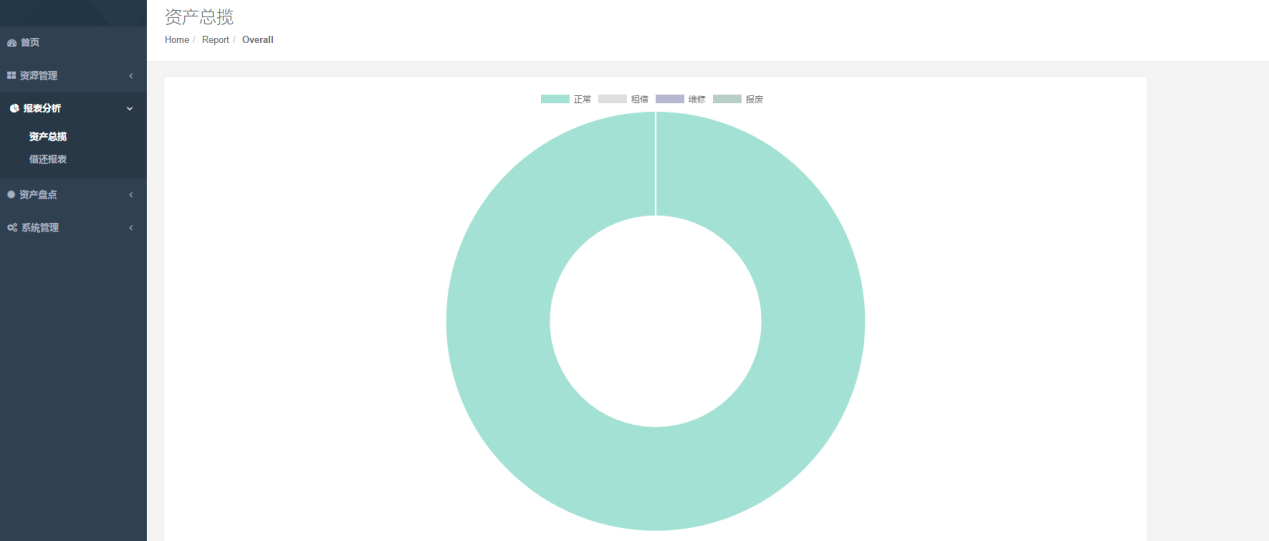 资产总揽
Home / Report / Overall
首页
资源管理
报表分析
资产总揽
借还报表
资产盘点
系统管理
正常 租借 维修 报废